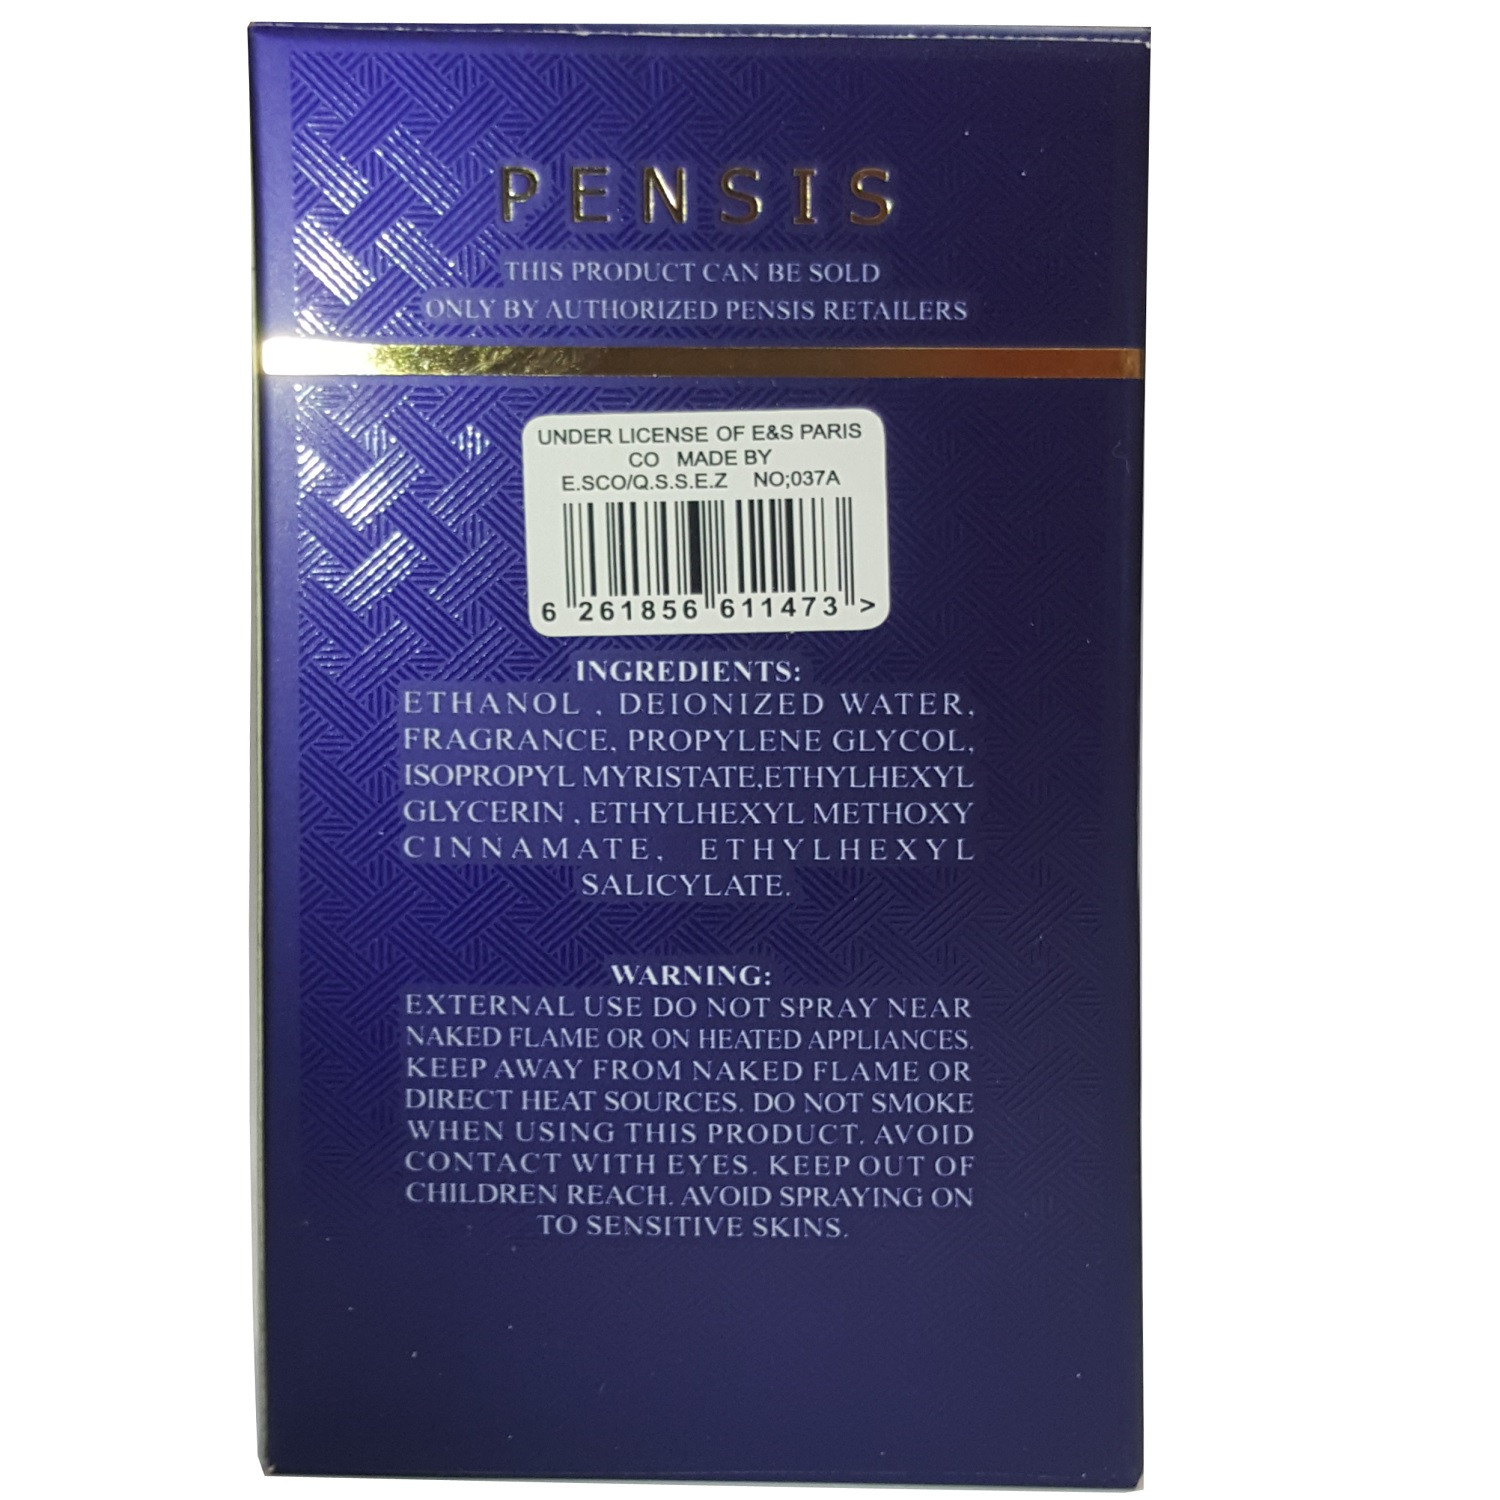 PENSIS
THIS PRODUCT CAN BE SOLD
ONLY BY AUTHORIZED PENSIS RETAILERS
UNDER LICENSE OF E&S PARIS
CO MADE BY
E.SCO/Q.S.S.E.Z NO;037A
6 261856 611473 >
INGREDIENTS:
ETHANOL , DEIONIZED WATER,
FRAGRANCE, PROPYLENE GLYCOL,
ISOPROPYL MYRISTATE,ETHYLHEXYL
GLYCERIN , ETHYLHEXYL METHOXY
CINNAMATE, ETHYLHEXYL
SALICYLATE.
WARNING:
EXTERNAL USE DO NOT SPRAY NEAR
NAKED FLAME OR ON HEATED APPLIANCES.
KEEP AWAY FROM NAKED FLAME OR
DIRECT HEAT SOURCES. DO NOT SMOKE
WHEN USING THIS PRODUCT. AVOID
CONTACT WITH EYES. KEEP OUT OF
CHILDREN REACH. AVOID SPRAYING ON
TO SENSITIVE SKINS.